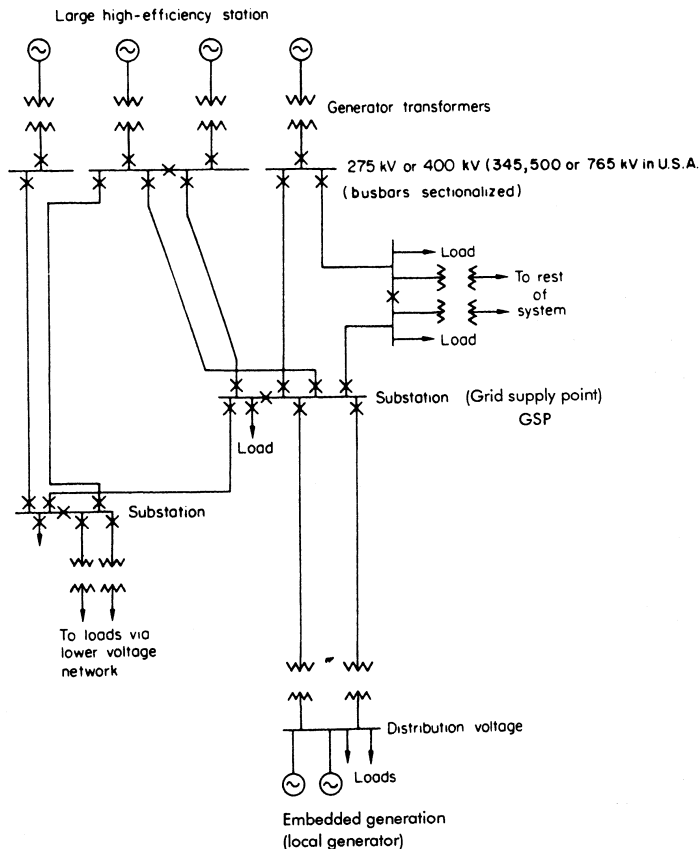 Large high-efficiency station
Generator transformers
275 kV or 400 kV (345,500 or 765 kV in U.S.A.
(busbars sectionalized)
Load
To rest
of
system
Load
Substation (Grid supply point)
GSP
Load
Substation
To loads via
lower voltage
network
Distribution voltage
Loads
Embedded generation
(local generator)